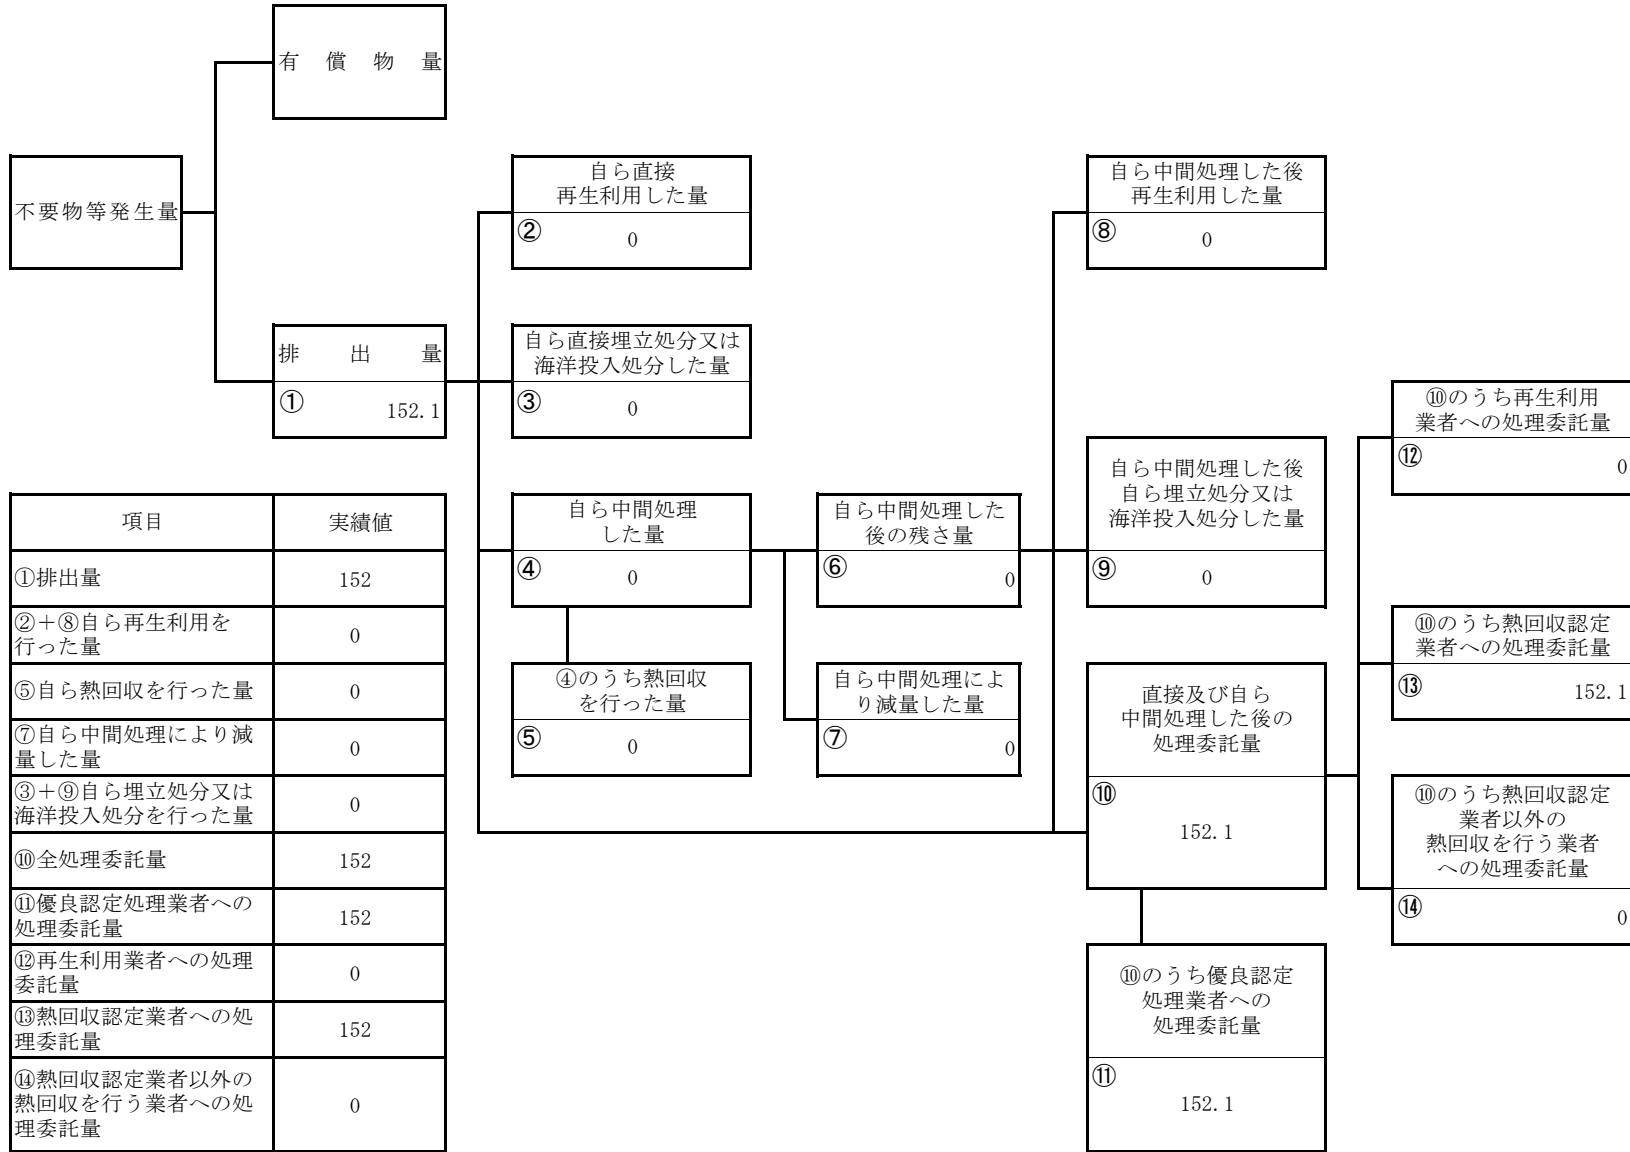 有償物量
不要物等発生量
排出量
① 152.1
自ら直接
再生利用した量
② 0
自ら直接埋立処分又は
海洋投入処分した量
③ 0
自ら中間処理
した量
④ 0
④のうち熱回収
を行った量
⑤ 0
自ら中間処理した
後の残さ量
⑥ 0
自ら中間処理によ
り減量した量
⑦ 0
自ら中間処理した後
再生利用した量
⑧ 0
自ら中間処理した後
自ら埋立処分又は
海洋投入処分した量
⑨ 0
直接及び自ら
中間処理した後の
処理委託量
⑩
152.1
⑩のうち優良認定
処理業者への
処理委託量
⑪
152.1
⑩のうち再生利用
業者への処理委託量
⑫ 0
⑩のうち熱回収認定
業者への処理委託量
⑬ 152.1
⑩のうち熱回収認定
業者以外の
熱回収を行う業者
への処理委託量
⑭ 0
項目 実績値
①排出量 152
②＋⑧自ら再生利用を
行った量 0
⑤自ら熱回収を行った量 0
⑦自ら中間処理により減
量した量 0
③＋⑨自ら埋立処分又は
海洋投入処分を行った量 0
⑩全処理委託量 152
⑪優良認定処理業者への
処理委託量 152
⑫再生利用業者への処理
委託量 0
⑬熱回収認定業者への処
理委託量 152
⑭熱回収認定業者以外の
熱回収を行う業者への処
理委託量 0